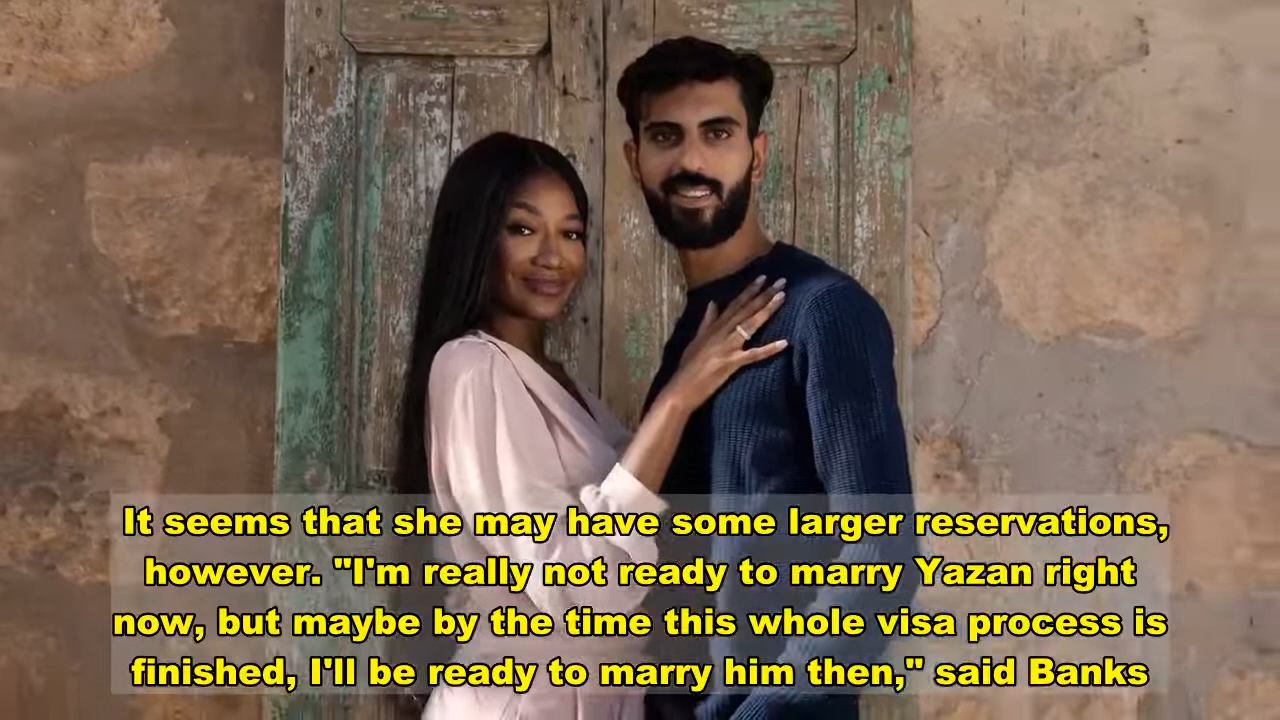 It seems that she may have some larger reservations,
however. "I'm really not ready to marry Yazan right
now, but maybe by the time this whole visa process is
finished, I'll be ready to marry him then," said Banks